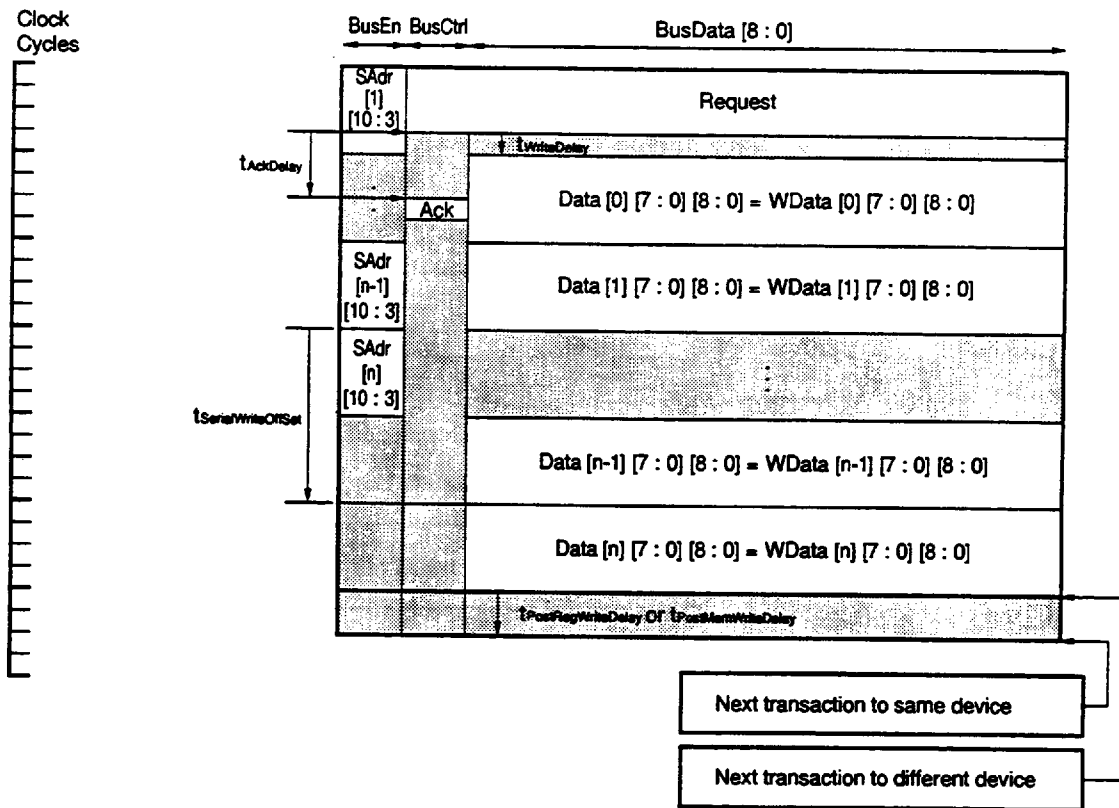 Clock
Cycles
BusEn BusCtrl BusData [8 : 0]
SAdr
[1]
[10 : 3]
Request
tAckDelay
tWriteDelay
Ack
Data [0] [7 : 0] [8 : 0] = WData [0] [7 : 0] [8 : 0]
SAdr
[n-1]
[10 : 3]
Data [1] [7 : 0] [8 : 0] = WData [1] [7 : 0] [8 : 0]
SAdr
[n]
[10 : 3]
tSerialWriteOffSet
Data [n-1] [7 : 0] [8 : 0] = WData [n-1] [7 : 0] [8 : 0]
Data [n] [7 : 0] [8 : 0] = WData [n] [7 : 0] [8 : 0]
tPostRegWriteDelay or tPostMemWriteDelay
Next transaction to same device
Next transaction to different device